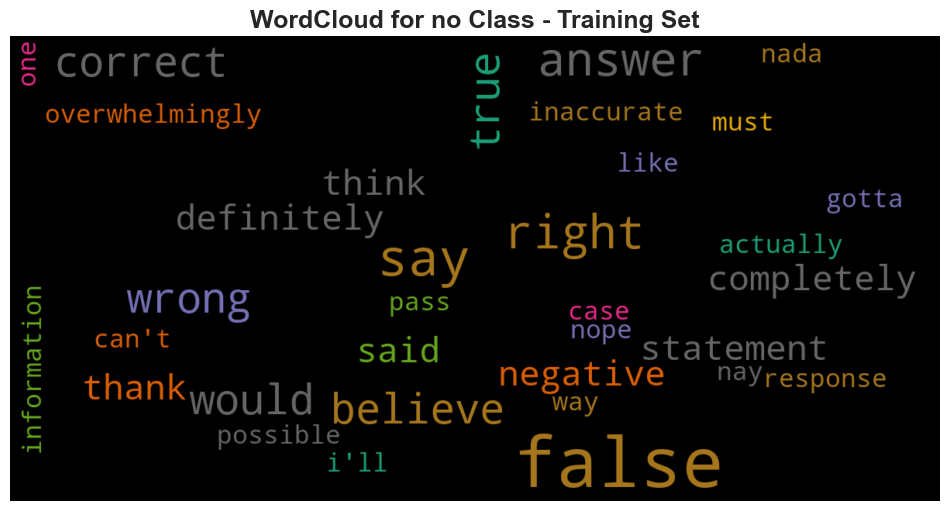 WordCloud for no Class - Training Set
one
correct
true
answer
nada
overwhelmingly
inaccurate
must
like
think
definitely
gotta
right
say
actually
completely
wrong
pass
information
case
nope
can't
said
statement
thank
negative
nay
response
would
believe
way
possible
i'll
false